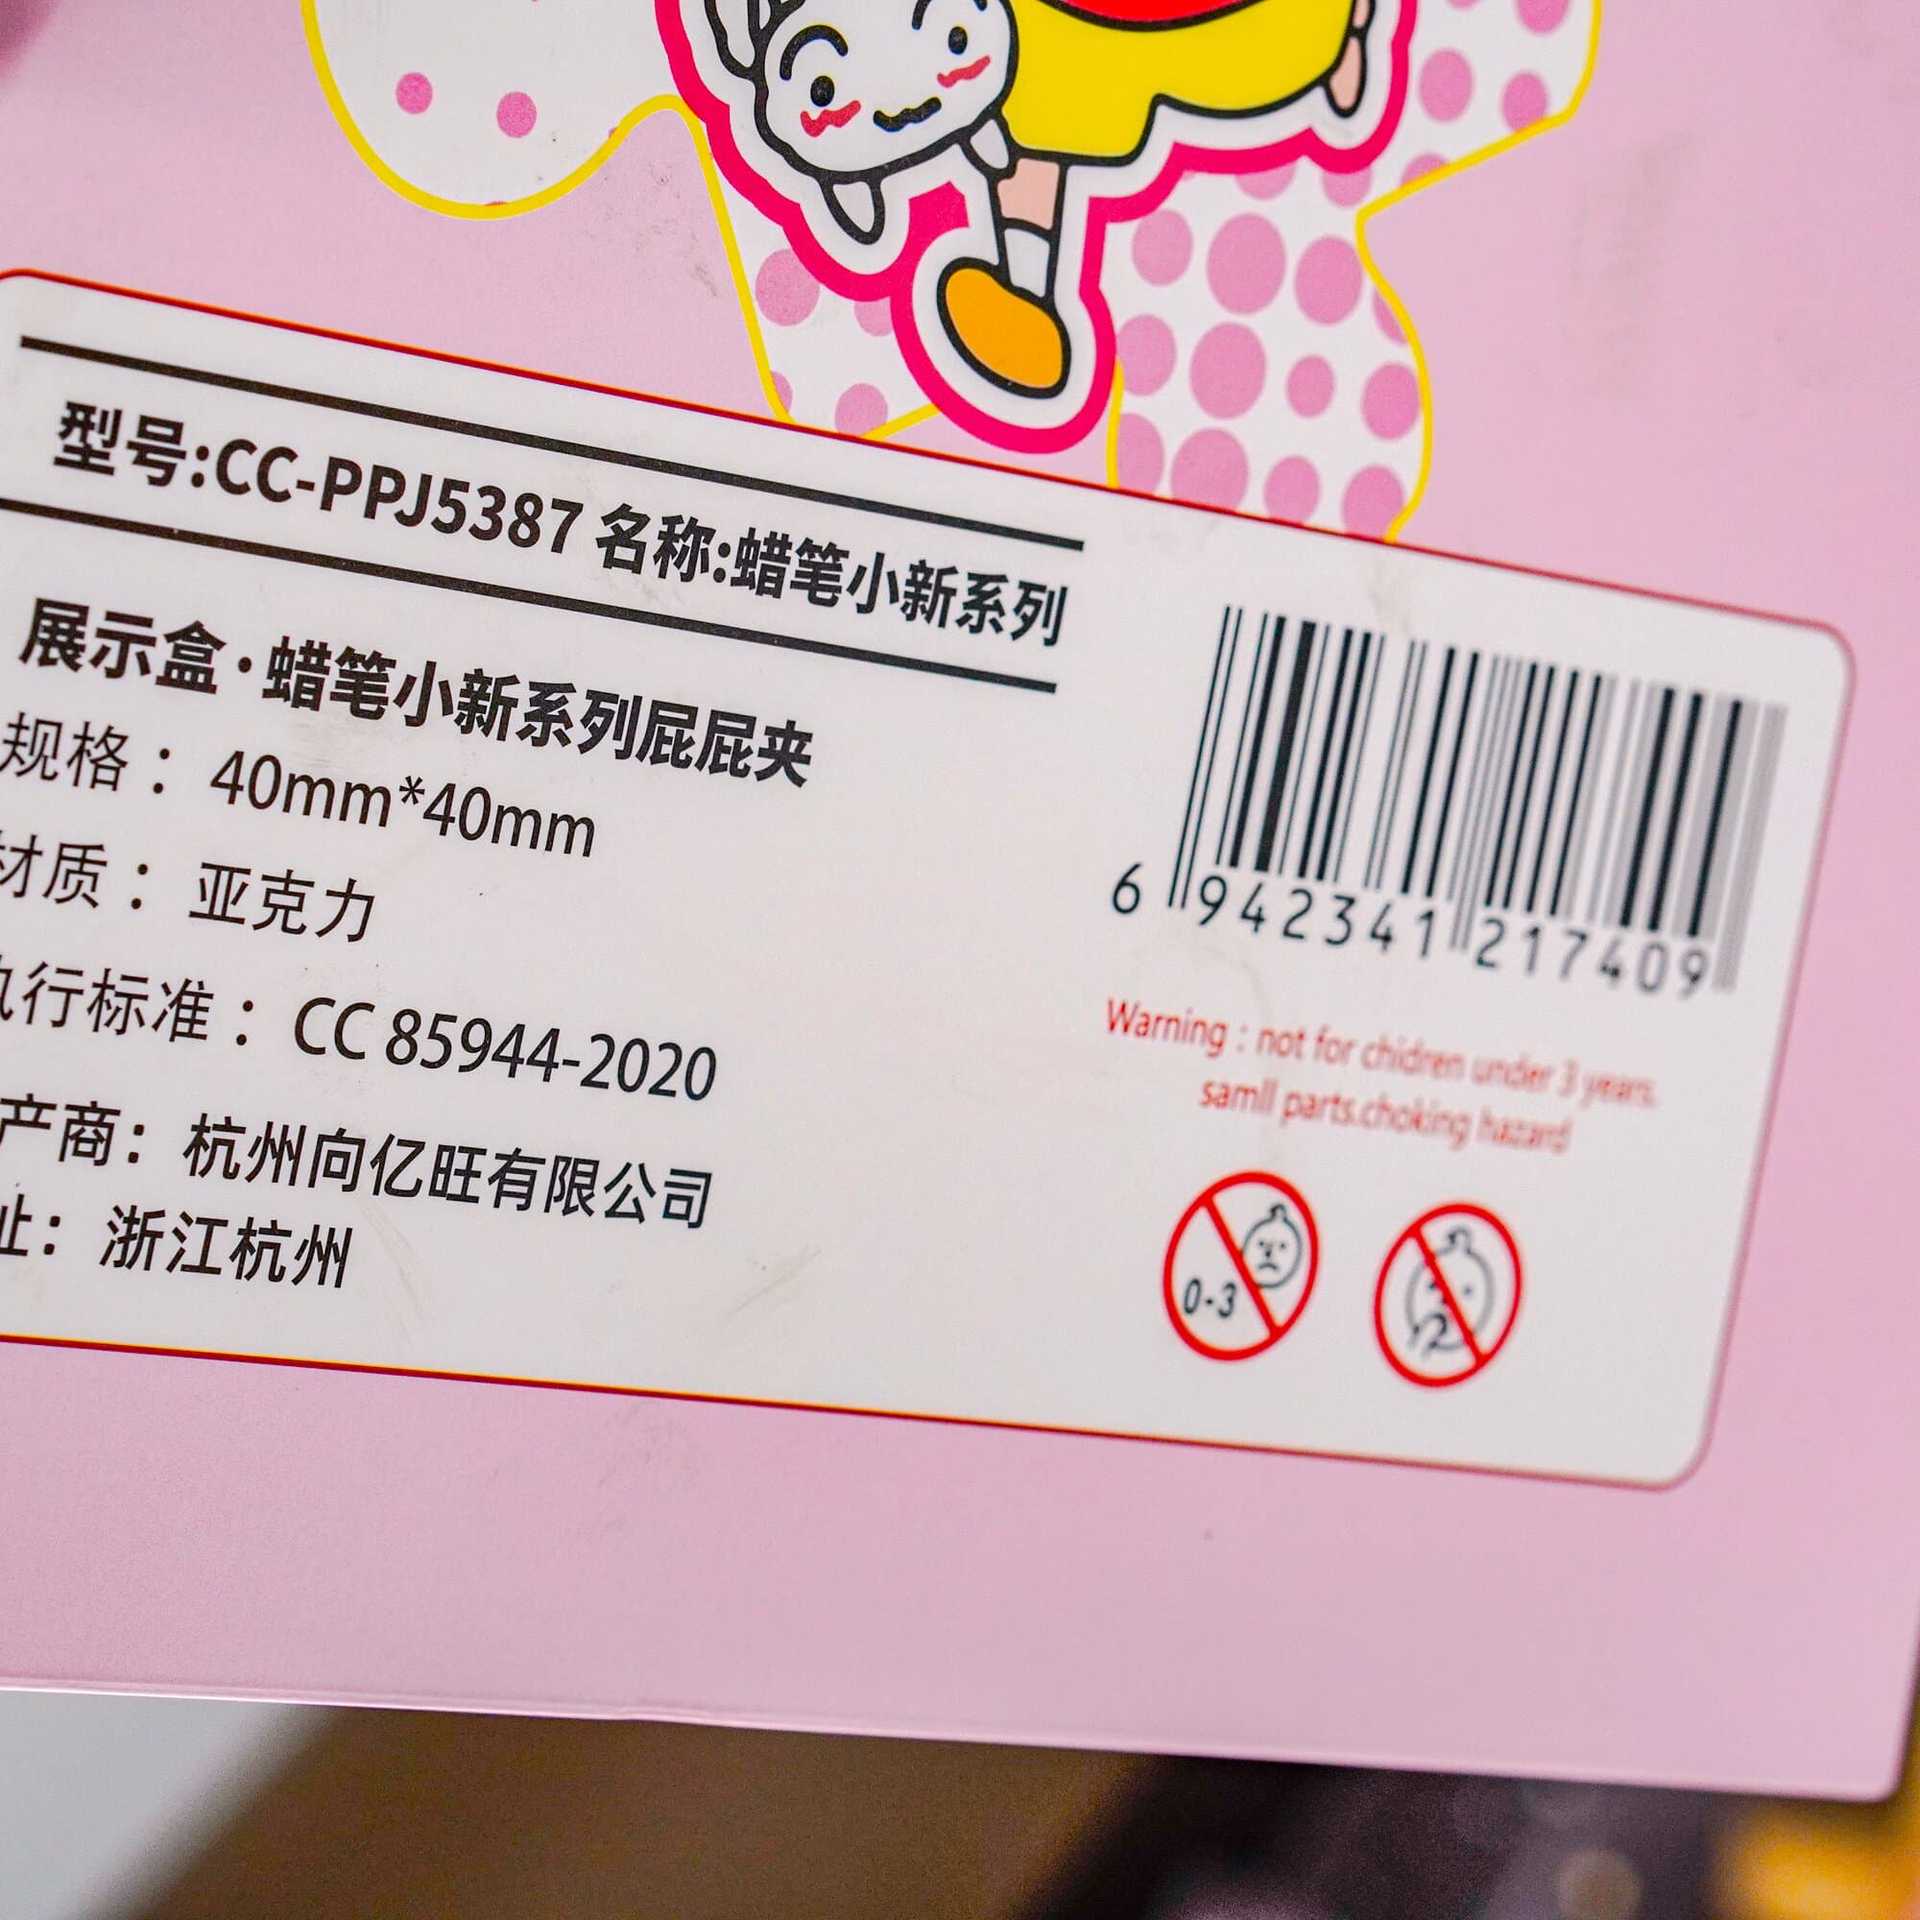 型号:CC-PPJ5387 名称:蜡笔小新系列
展示盒·蜡笔小新系列屁屁夹
规格：40mm*40mm
材质：亚克力
执行标准：CC 85944-2020
产商：杭州向亿旺有限公司
址：浙江杭州
6 942341 217409
Warning : not for chidren under 3 years.
samll parts.choking hazard
0-3